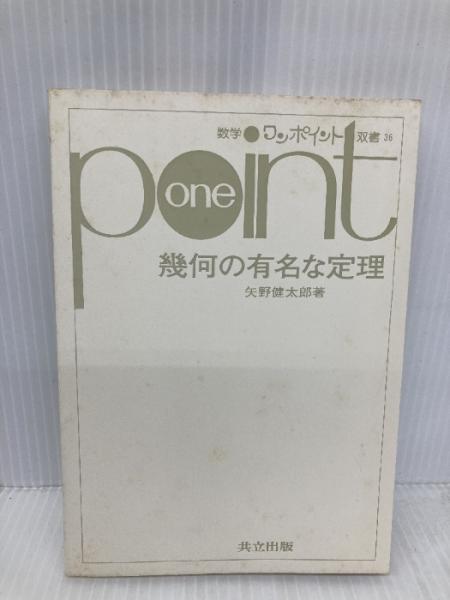 数学●ワンポイント双書 36
point
one
幾何の有名な定理
矢野健太郎著
共立出版